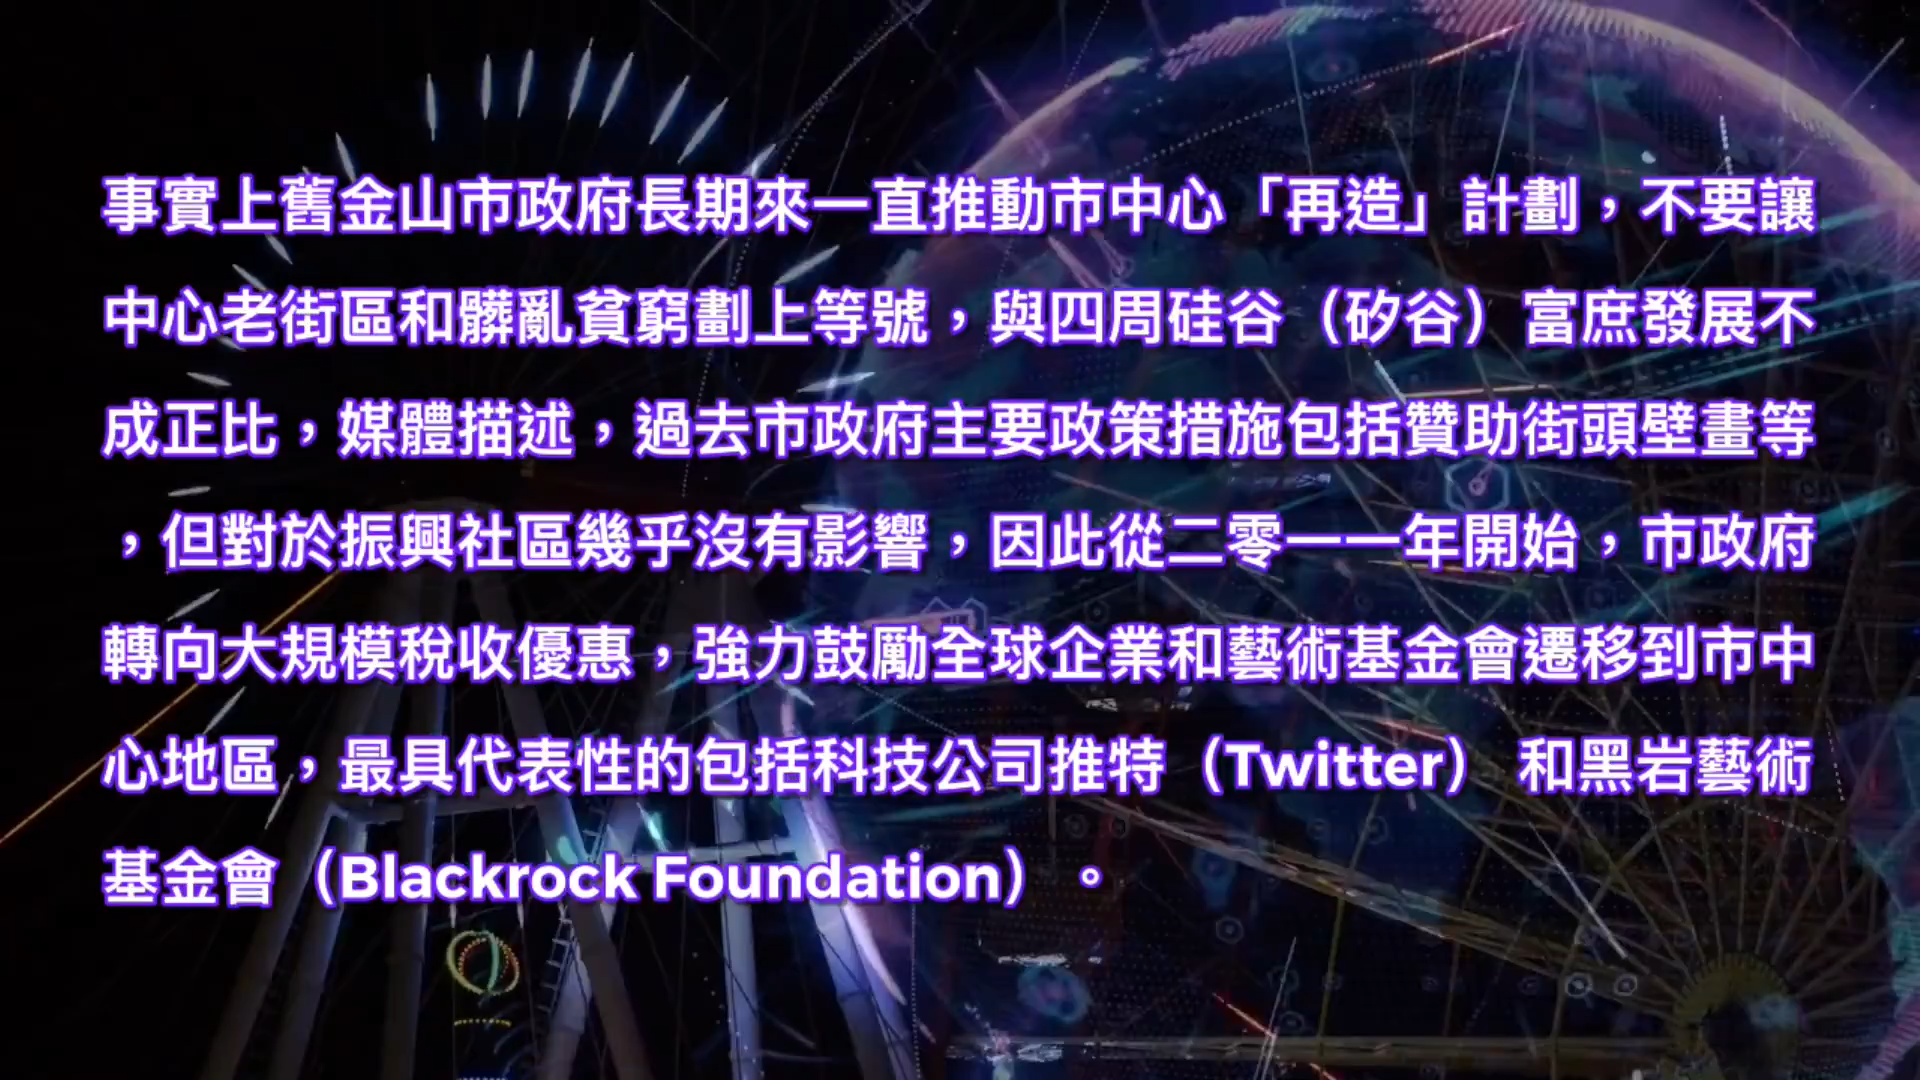 事實上舊金山市政府長期來一直推動市中心「再造」計劃，不要讓
中心老街區和髒亂貧窮劃上等號，與四周硅谷（矽谷）富庶發展不
成正比，媒體描述，過去市政府主要政策措施包括贊助街頭壁畫等
，但對於振興社區幾乎沒有影響，因此從二零一一年開始，市政府
轉向大規模稅收優惠，強力鼓勵全球企業和藝術基金會遷移到市中
心地區，最具代表性的包括科技公司推特（Twitter） 和黑岩藝術
基金會（Blackrock Foundation）。